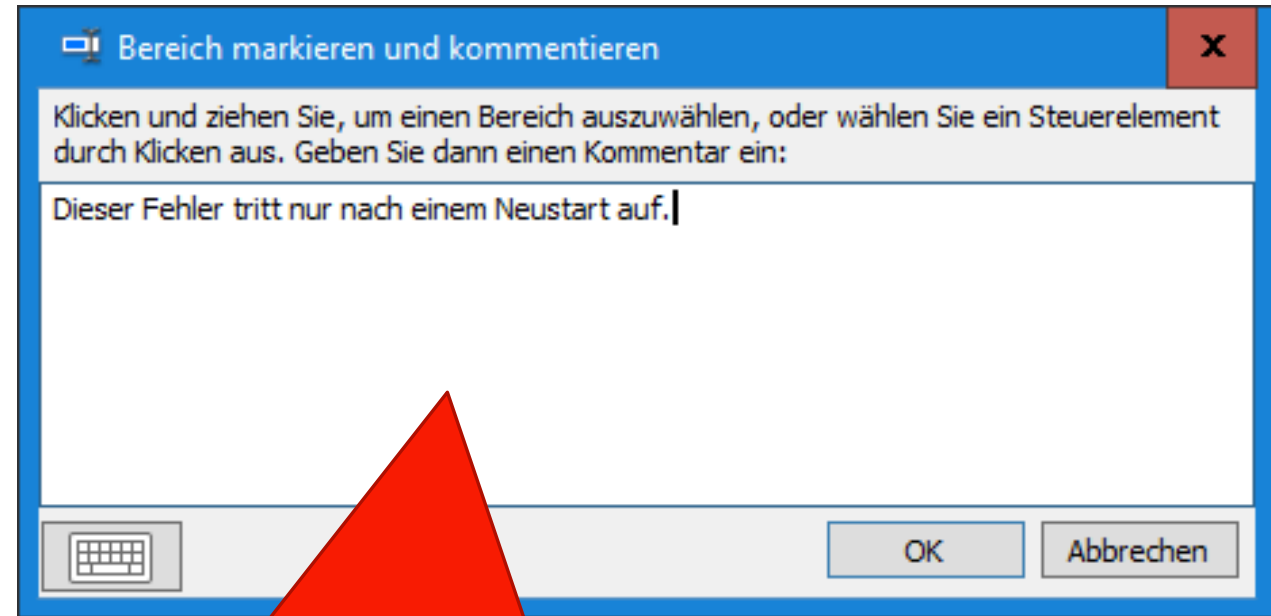 Bereich markieren und kommentieren
x
Klicken und ziehen Sie, um einen Bereich auszuwählen, oder wählen Sie ein Steuerelement
durch Klicken aus. Geben Sie dann einen Kommentar ein:
Dieser Fehler tritt nur nach einem Neustart auf.
OK
Abbrechen